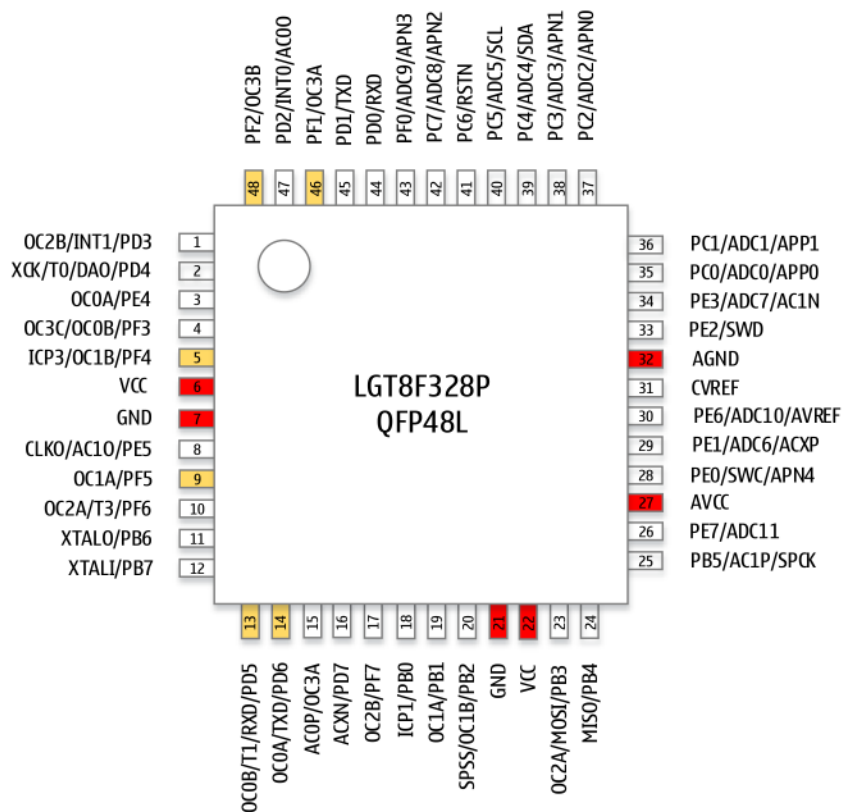 PF2/OC3B
PD2/INT0/AC0O
PF1/OC3A
PD1/TXD
PD0/RXD
PF0/ADC9/APN3
PC7/ADC8/APN2
PC6/RSTN
PC5/ADC5/SCL
PC4/ADC4/SDA
PC3/ADC3/APN1
PC2/ADC2/APN0
48 47 46 45 44 43 42 41 40 39 38 37
OC2B/INT1/PD3 1
XCK/T0/DAO/PD4 2
OC0A/PE4 3
OC3C/OC0B/PF3 4
ICP3/OC1B/PF4 5
VCC 6
GND 7
CLKO/AC1O/PE5 8
OC1A/PF5 9
OC2A/T3/PF6 10
XTALO/PB6 11
XTALI/PB7 12
LGT8F328P
QFP48L
36 PC1/ADC1/APP1
35 PC0/ADC0/APP0
34 PE3/ADC7/AC1N
33 PE2/SWD
32 AGND
31 CVREF
30 PE6/ADC10/AVREF
29 PE1/ADC6/ACXP
28 PE0/SWC/APN4
27 AVCC
26 PE7/ADC11
25 PB5/AC1P/SPCK
13 14 15 16 17 18 19 20 21 22 23 24
OC0B/T1/RXD/PD5
OC0A/TXD/PD6
AC0P/OC3A
ACXN/PD7
OC2B/PF7
ICP1/PB0
OC1A/PB1
SPSS/OC1B/PB2
GND
VCC
OC2A/MOSI/PB3
MISO/PB4